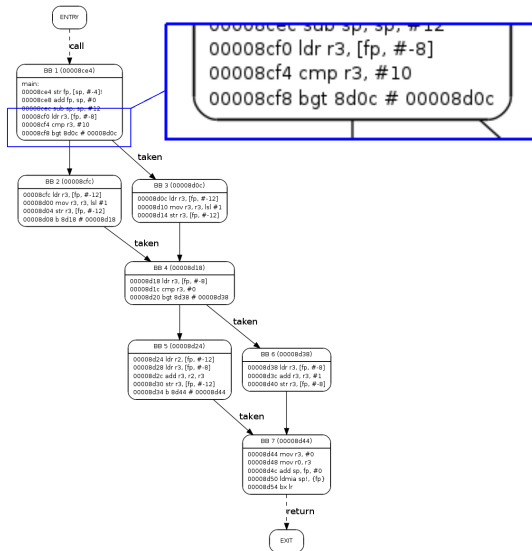 ENTRY
call
BB 1 (00008ce4)
main:
00008ce4 str fp, [sp, #-4]!
00008ce8 add fp, sp, #0
00008cec sub sp, sp, #12
00008cf0 ldr r3, [fp, #-8]
00008cf4 cmp r3, #10
00008cf8 bgt 8d0c # 00008d0c
00008cec sub sp, sp, #12
00008cf0 ldr r3, [fp, #-8]
00008cf4 cmp r3, #10
00008cf8 bgt 8d0c # 00008d0c
taken
BB 2 (00008cfc)
00008cfc ldr r3, [fp, #-12]
00008d00 mov r3, r3, lsl #1
00008d04 str r3, [fp, #-12]
00008d08 b 8d18 # 00008d18
BB 3 (00008d0c)
00008d0c ldr r3, [fp, #-12]
00008d10 mov r3, r3, lsl #1
00008d14 str r3, [fp, #-12]
taken
BB 4 (00008d18)
00008d18 ldr r3, [fp, #-8]
00008d1c cmp r3, #0
00008d20 bgt 8d38 # 00008d38
taken
BB 5 (00008d24)
00008d24 ldr r2, [fp, #-12]
00008d28 ldr r3, [fp, #-8]
00008d2c add r3, r2, r3
00008d30 str r3, [fp, #-12]
00008d34 b 8d44 # 00008d44
BB 6 (00008d38)
00008d38 ldr r3, [fp, #-8]
00008d3c add r3, r3, #1
00008d40 str r3, [fp, #-8]
taken
BB 7 (00008d44)
00008d44 mov r3, #0
00008d48 mov r0, r3
00008d4c add sp, fp, #0
00008d50 ldmia sp!, {fp}
00008d54 bx lr
return
EXIT